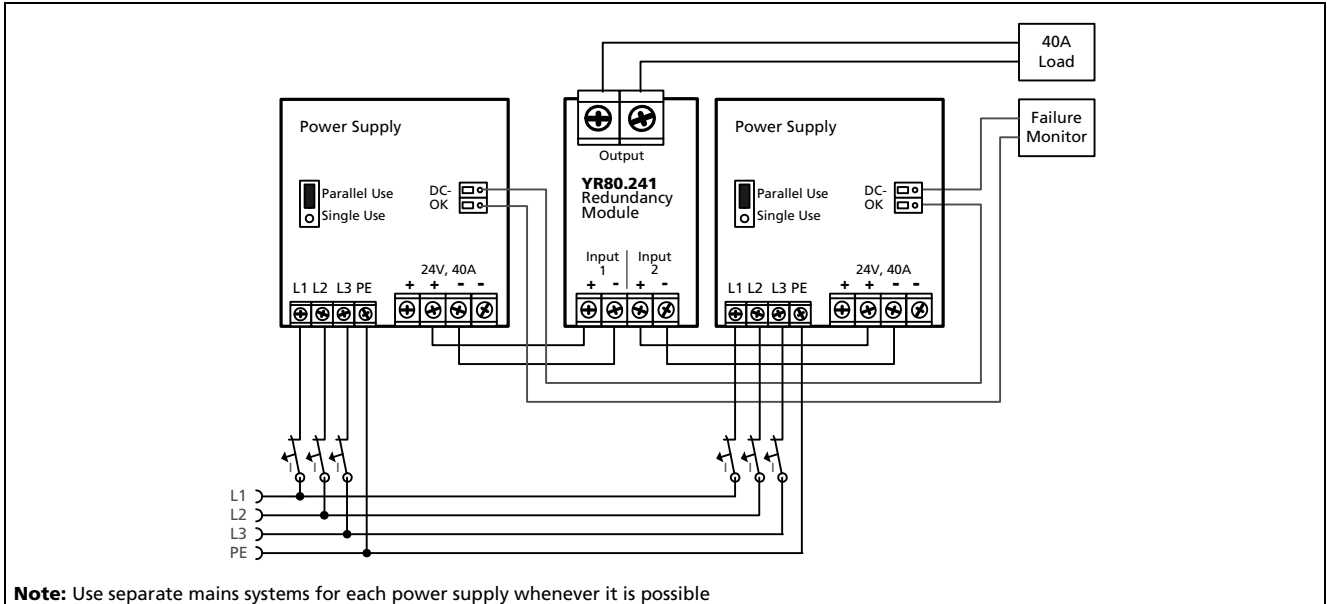 40A
Load
Failure
Monitor
Power Supply
Parallel Use
Single Use
DC-
OK
24V, 40A
+ + - -
L1 L2 L3 PE
Output
YR80.241
Redundancy
Module
Input Input
1 2
+ - + -
Power Supply
Parallel Use
Single Use
DC-
OK
24V, 40A
+ + - -
L1 L2 L3 PE
I I I
I I I
L1
L2
L3
PE
Note: Use separate mains systems for each power supply whenever it is possible